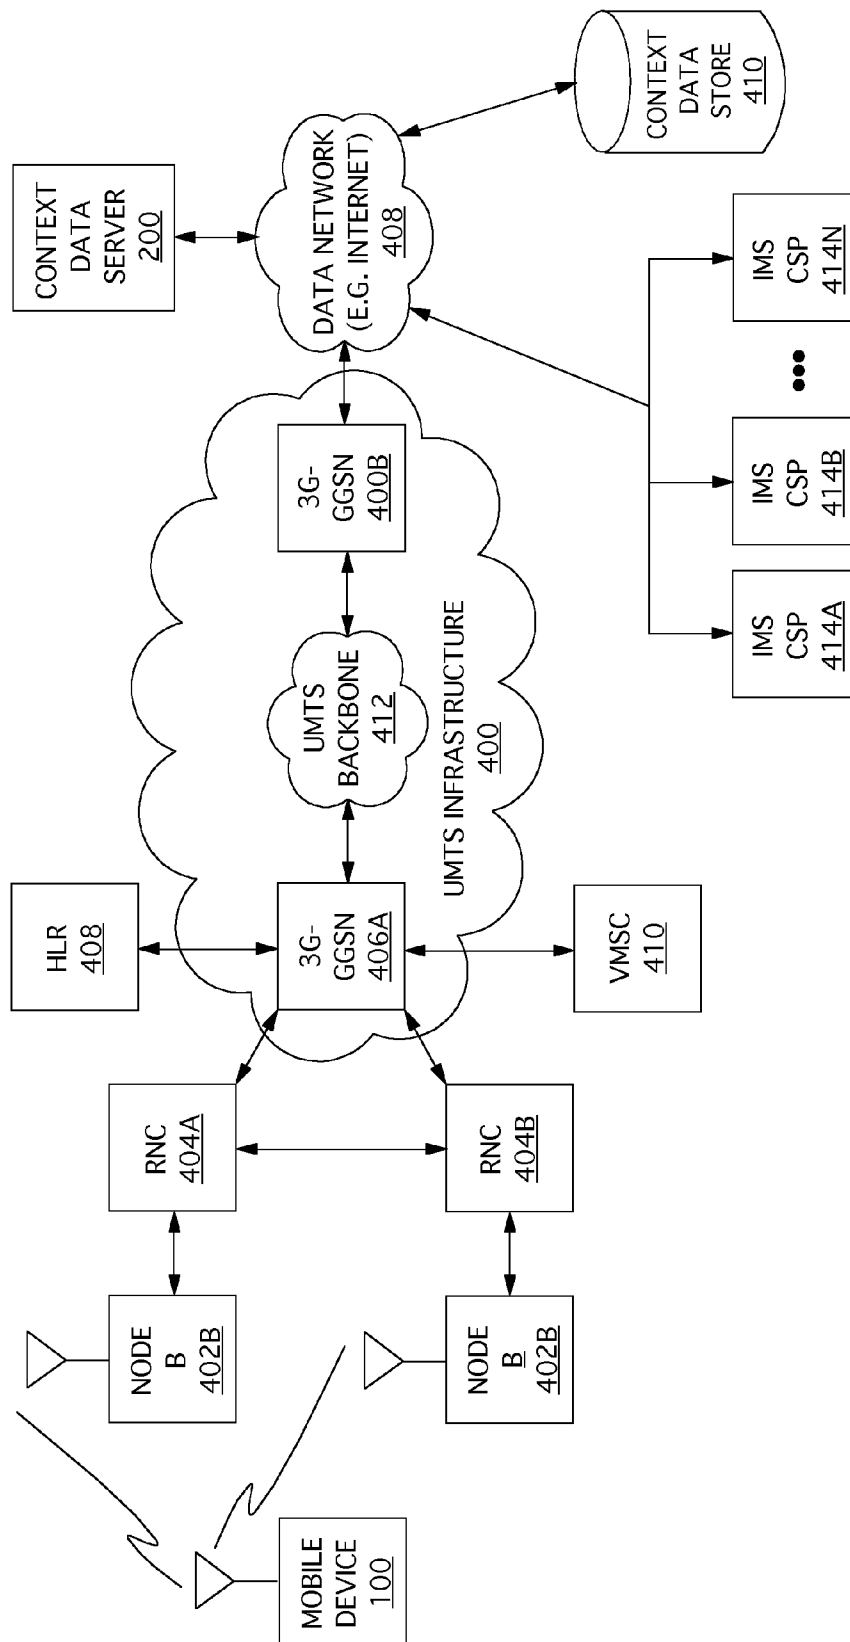 MOBILE
DEVICE
100
NODE
B
402B
NODE
B
402B
RNC
404A
RNC
404B
HLR
408
3G-
GGSN
406A
VMSC
410
UMTS
BACKBONE
412
UMTS INFRASTRUCTURE
400
3G-
GGSN
400B
CONTEXT
DATA
SERVER
200
DATA NETWORK
(E.G. INTERNET)
408
CONTEXT
DATA
STORE
410
IMS
CSP
414A
IMS
CSP
414B
•••
IMS
CSP
414N